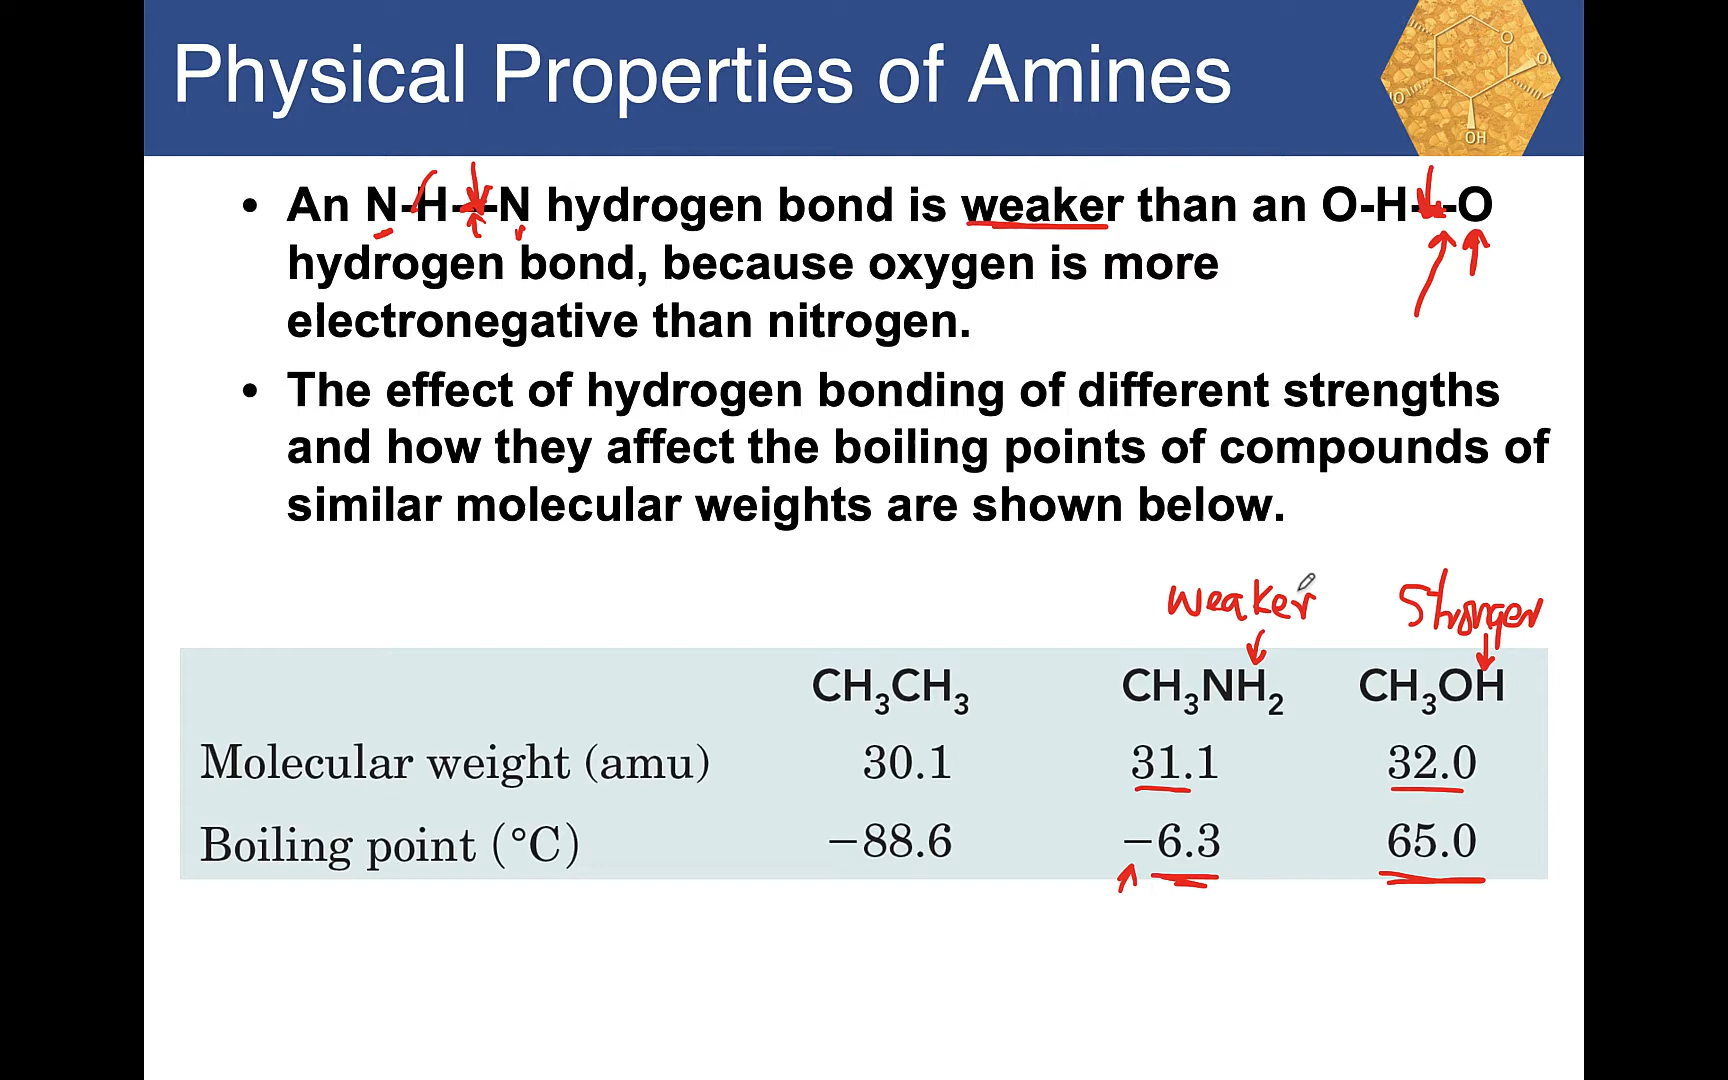 Physical Properties of Amines
O
O
O
OH
• An N-H---N hydrogen bond is weaker than an O-H---O
hydrogen bond, because oxygen is more
electronegative than nitrogen.
• The effect of hydrogen bonding of different strengths
and how they affect the boiling points of compounds of
similar molecular weights are shown below.
weaker Stronger
CH₃CH₃ CH₃NH₂ CH₃OH
Molecular weight (amu) 30.1 31.1 32.0
Boiling point (°C) −88.6 −6.3 65.0